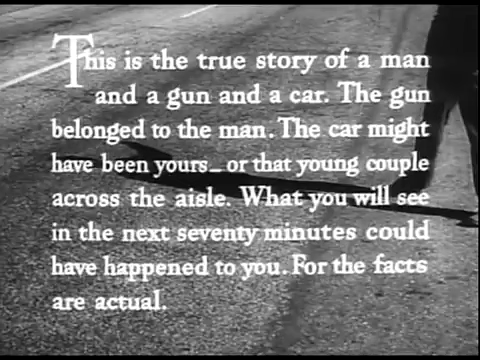 This is the true story of a man
and a gun and a car. The gun
belonged to the man. The car might
have been yours—or that young couple
across the aisle. What you will see
in the next seventy minutes could
have happened to you. For the facts
are actual.